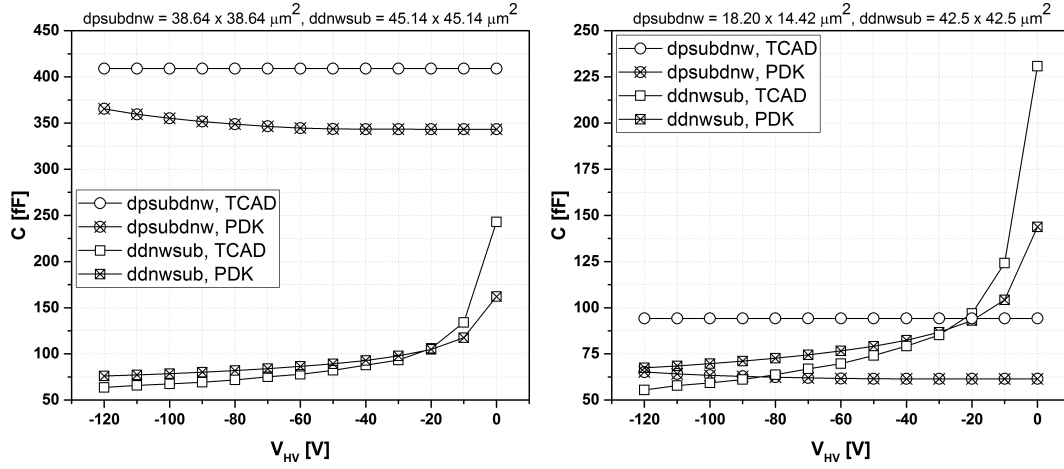 dpsubdnw = 38.64 x 38.64 μm², ddnwsub = 45.14 x 45.14 μm²
450
400
350
300
250
200
150
100
50
C [fF]
dpsubdnw, TCAD
dpsubdnw, PDK
ddnwsub, TCAD
ddnwsub, PDK
-120 -100 -80 -60 -40 -20 0
V_HV [V]
dpsubdnw = 18.20 x 14.42 μm², ddnwsub = 42.5 x 42.5 μm²
250
225
200
175
150
125
100
75
50
C [fF]
dpsubdnw, TCAD
dpsubdnw, PDK
ddnwsub, TCAD
ddnwsub, PDK
-120 -100 -80 -60 -40 -20 0
V_HV [V]